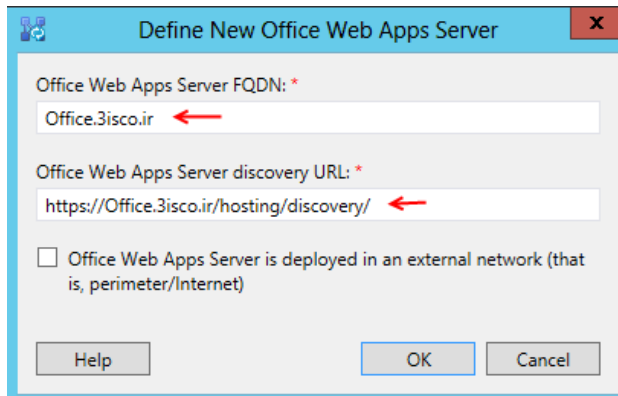 Define New Office Web Apps Server
x
Office Web Apps Server FQDN: *
Office.3isco.ir
Office Web Apps Server discovery URL: *
https://Office.3isco.ir/hosting/discovery/
Office Web Apps Server is deployed in an external network (that
is, perimeter/Internet)
Help
OK
Cancel